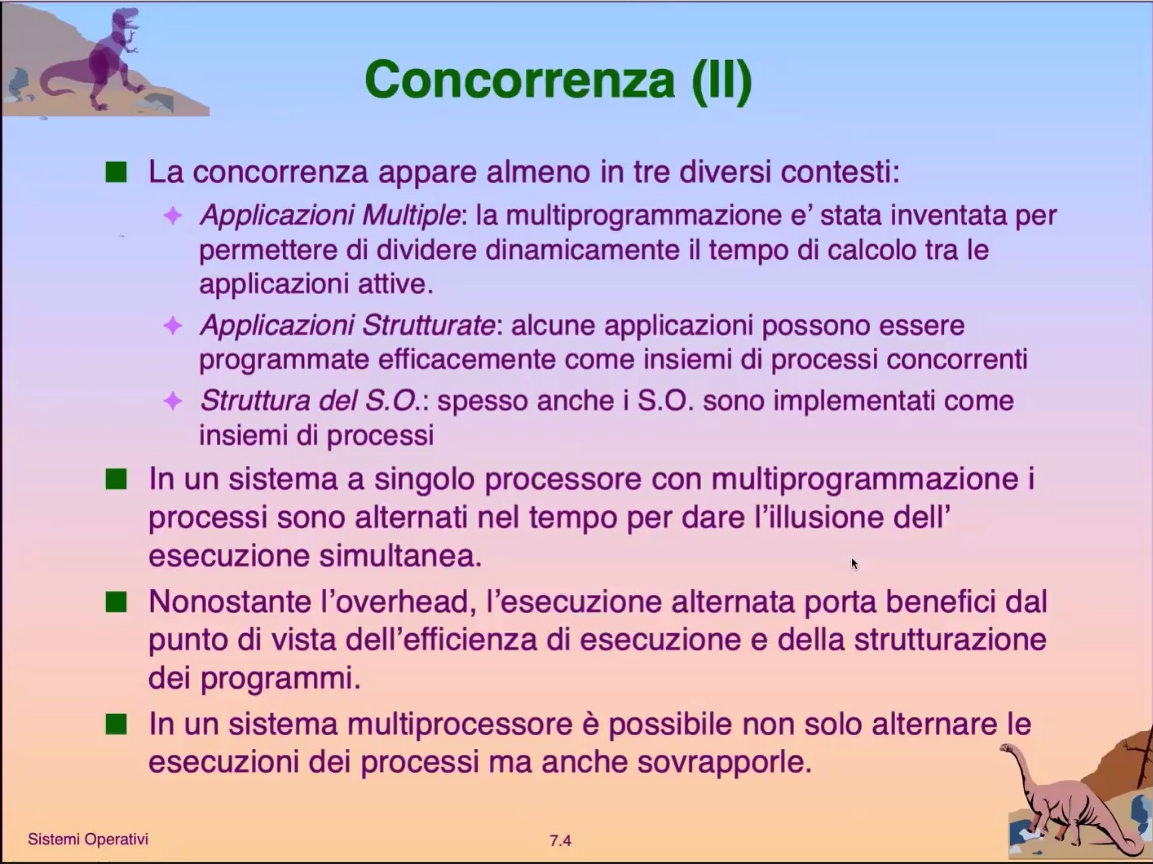 Concorrenza (II)
La concorrenza appare almeno in tre diversi contesti:
Applicazioni Multiple: la multiprogrammazione e' stata inventata per
permettere di dividere dinamicamente il tempo di calcolo tra le
applicazioni attive.
Applicazioni Strutturate: alcune applicazioni possono essere
programmate efficacemente come insiemi di processi concorrenti
Struttura del S.O.: spesso anche i S.O. sono implementati come
insiemi di processi
In un sistema a singolo processore con multiprogrammazione i
processi sono alternati nel tempo per dare l'illusione dell'
esecuzione simultanea.
Nonostante l'overhead, l'esecuzione alternata porta benefici dal
punto di vista dell'efficienza di esecuzione e della strutturazione
dei programmi.
In un sistema multiprocessore è possibile non solo alternare le
esecuzioni dei processi ma anche sovrapporle.
Sistemi Operativi
7.4